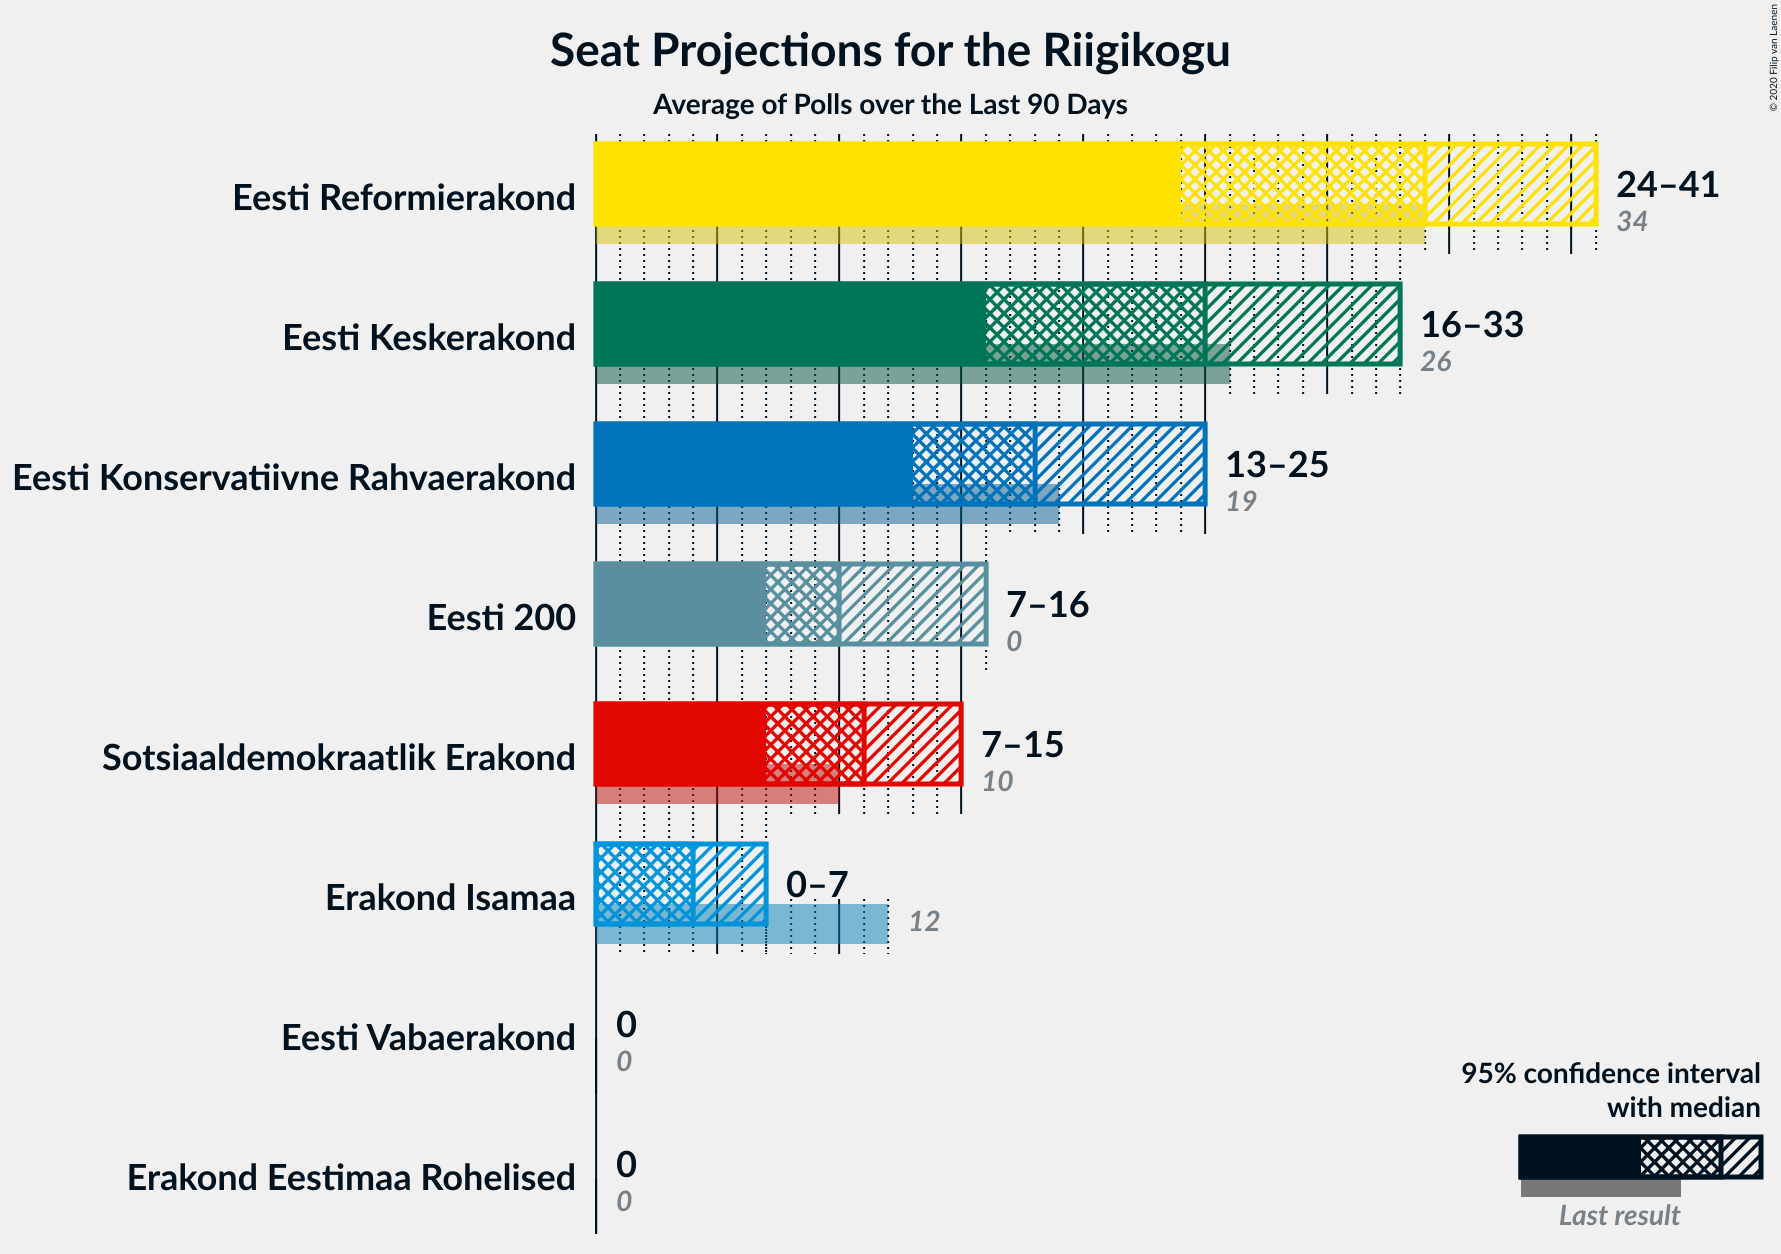 Seat Projections for the Riigikogu
Average of Polls over the Last 90 Days
© 2020 Filip van Laenen
Eesti Reformierakond
24–41
34
Eesti Keskerakond
16–33
26
Eesti Konservatiivne Rahvaerakond
13–25
19
Eesti 200
7–16
0
Sotsiaaldemokraatlik Erakond
7–15
10
Erakond Isamaa
0–7
12
Eesti Vabaerakond
0
0
Erakond Eestimaa Rohelised
0
0
95% confidence interval
with median
Last result